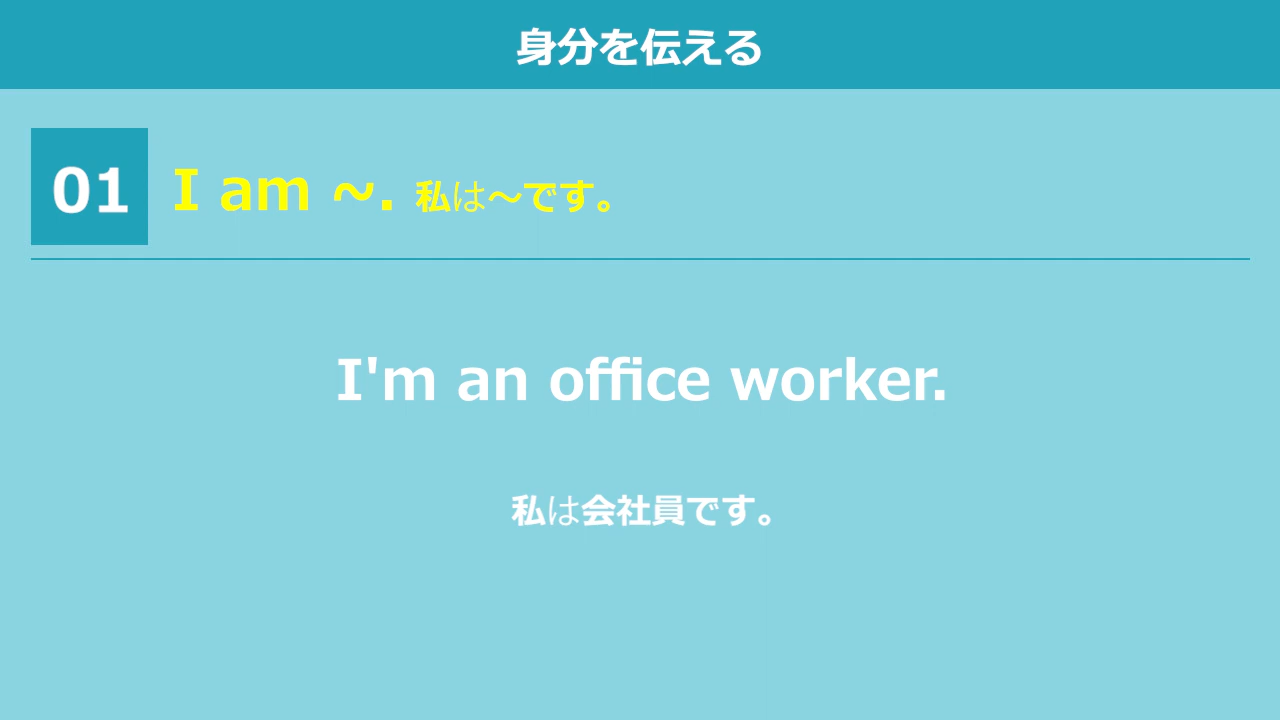 身分を伝える
01 I am ~. 私は～です。
I'm an office worker.
私は会社員です。